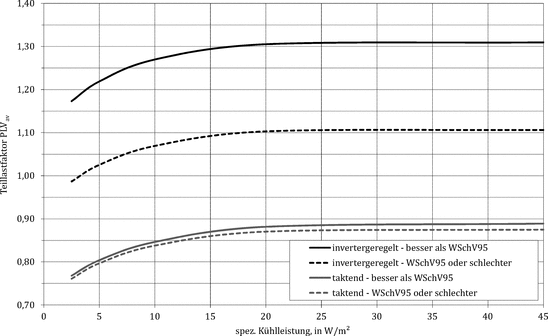 1,40
1,30
1,20
1,10
1,00
0,90
0,80
0,70
Teillastfaktor PLVav
invertergeregelt - besser als WSchV95
invertergeregelt - WSchV95 oder schlechter
taktend - besser als WSchV95
taktend - WSchV95 oder schlechter
0 5 10 15 20 25 30 35 40 45
spez. Kühlleistung, in W/m²